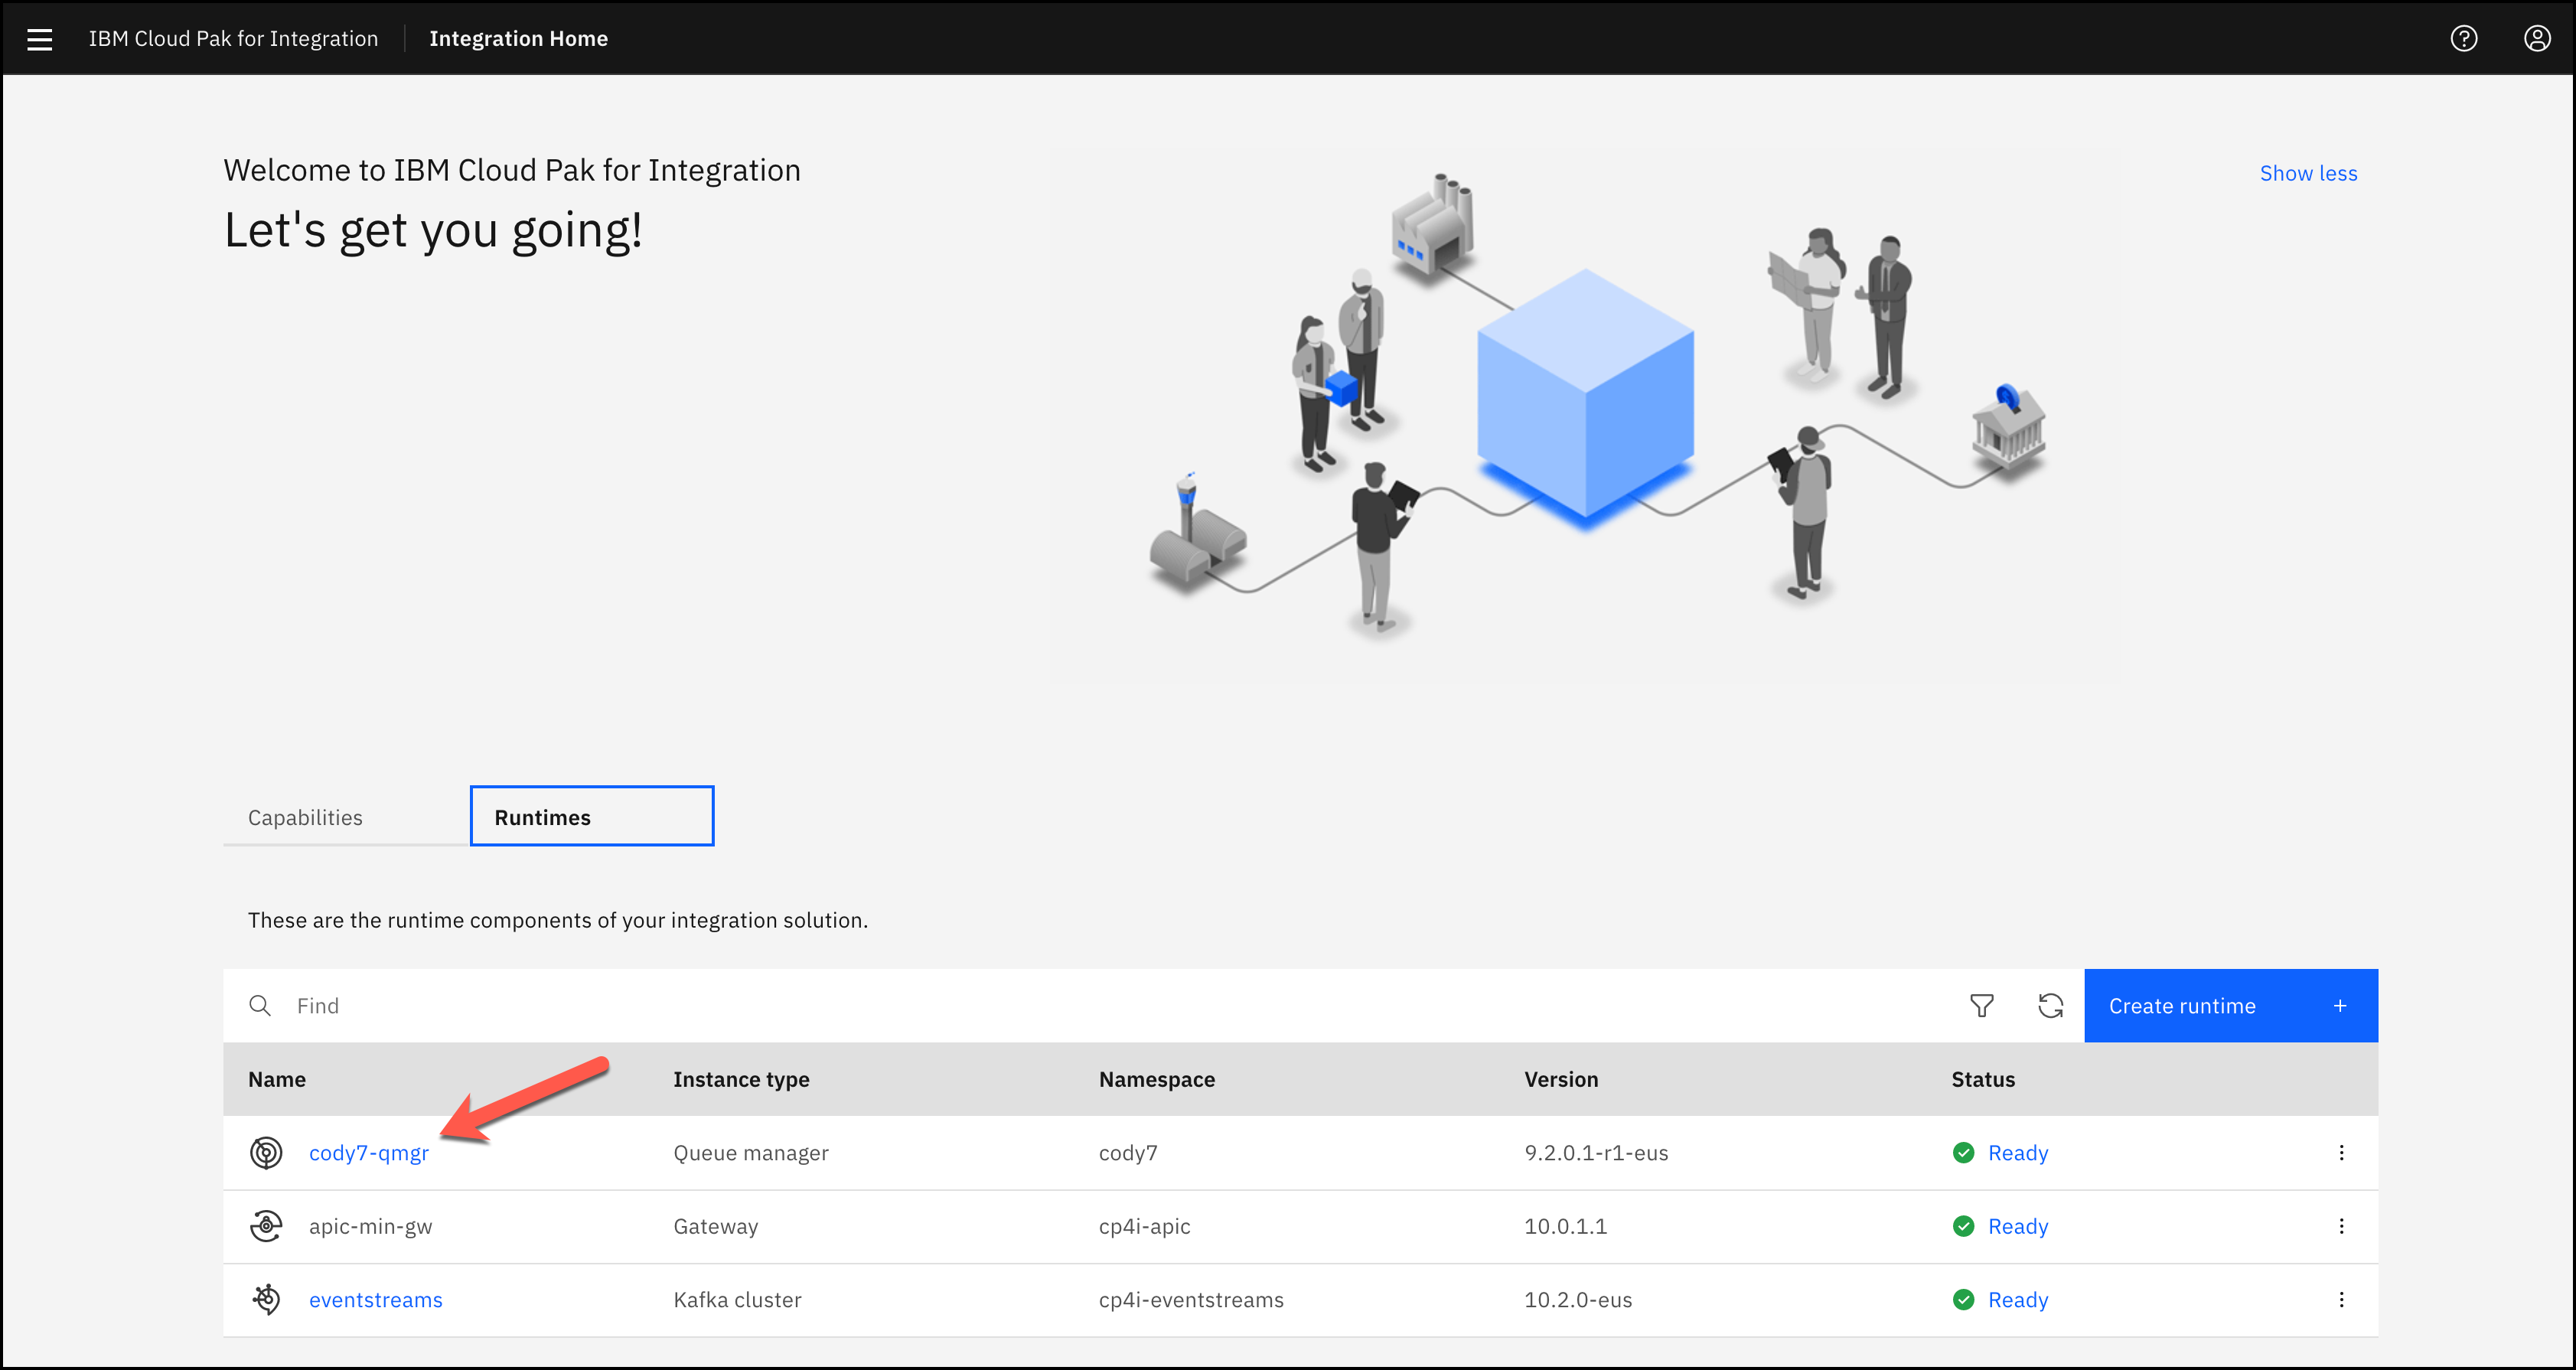 IBM Cloud Pak for Integration Integration Home
Welcome to IBM Cloud Pak for Integration
Show less
Let's get you going!
Capabilities Runtimes
These are the runtime components of your integration solution.
Find Create runtime +
Name Instance type Namespace Version Status
cody7-qmgr Queue manager cody7 9.2.0.1-r1-eus Ready
apic-min-gw Gateway cp4i-apic 10.0.1.1 Ready
eventstreams Kafka cluster cp4i-eventstreams 10.2.0-eus Ready